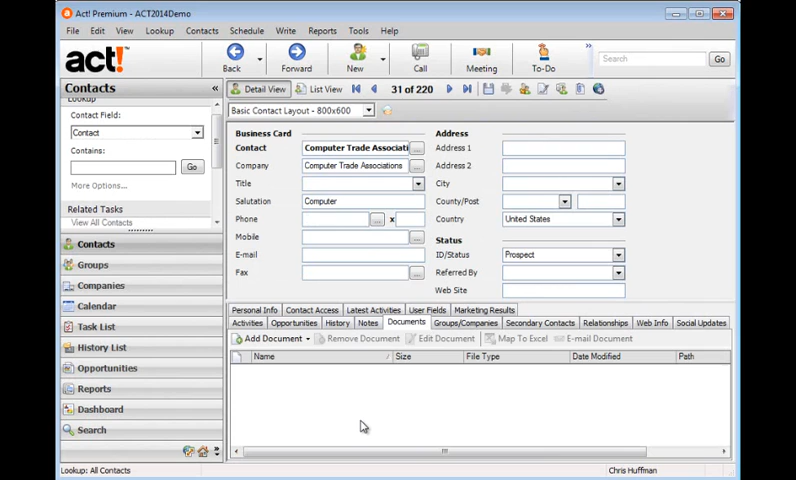 Act! Premium - ACT2014Demo
File Edit View Lookup Contacts Schedule Write Reports Tools Help
act! Back Forward New Call Meeting To-Do » Search Go
Contacts «
Detail View List View 31 of 220
Lookup
Contact Field:
Contact
Contains:
Go
More Options...
Related Tasks
View All Contacts
Contacts
Groups
Companies
Calendar
Task List
History List
Opportunities
Reports
Dashboard
Search
Basic Contact Layout - 800x600
Business Card
Contact Computer Trade Associati ...
Company Computer Trade Associations ...
Title
Salutation Computer
Phone ... x
Mobile ...
E-mail
Fax ...
Address
Address 1
Address 2
City
County/Post
Country United States
Status
ID/Status Prospect
Referred By
Web Site
Personal Info Contact Access Latest Activities User Fields Marketing Results
Activities Opportunities History Notes Documents Groups/Companies Secondary Contacts Relationships Web Info Social Updates
Add Document Remove Document Edit Document Map To Excel E-mail Document
Name Size File Type Date Modified Path
Lookup: All Contacts Chris Huffman